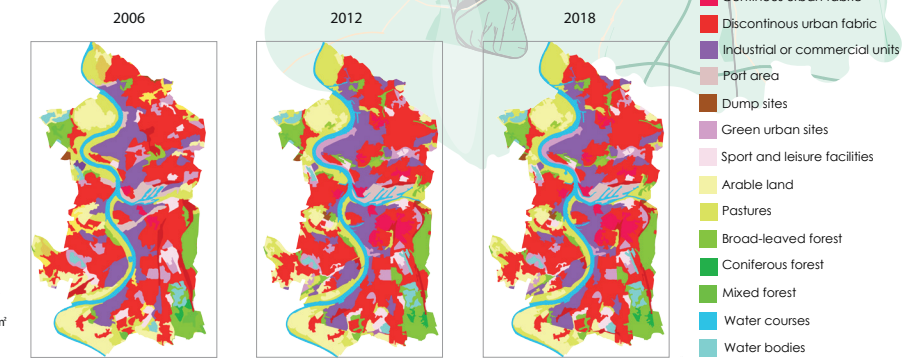 2006
2012
2018
Discontinous urban fabric
Industrial or commercial units
Port area
Dump sites
Green urban sites
Sport and leisure facilities
Arable land
Pastures
Broad-leaved forest
Coniferous forest
Mixed forest
Water courses
Water bodies